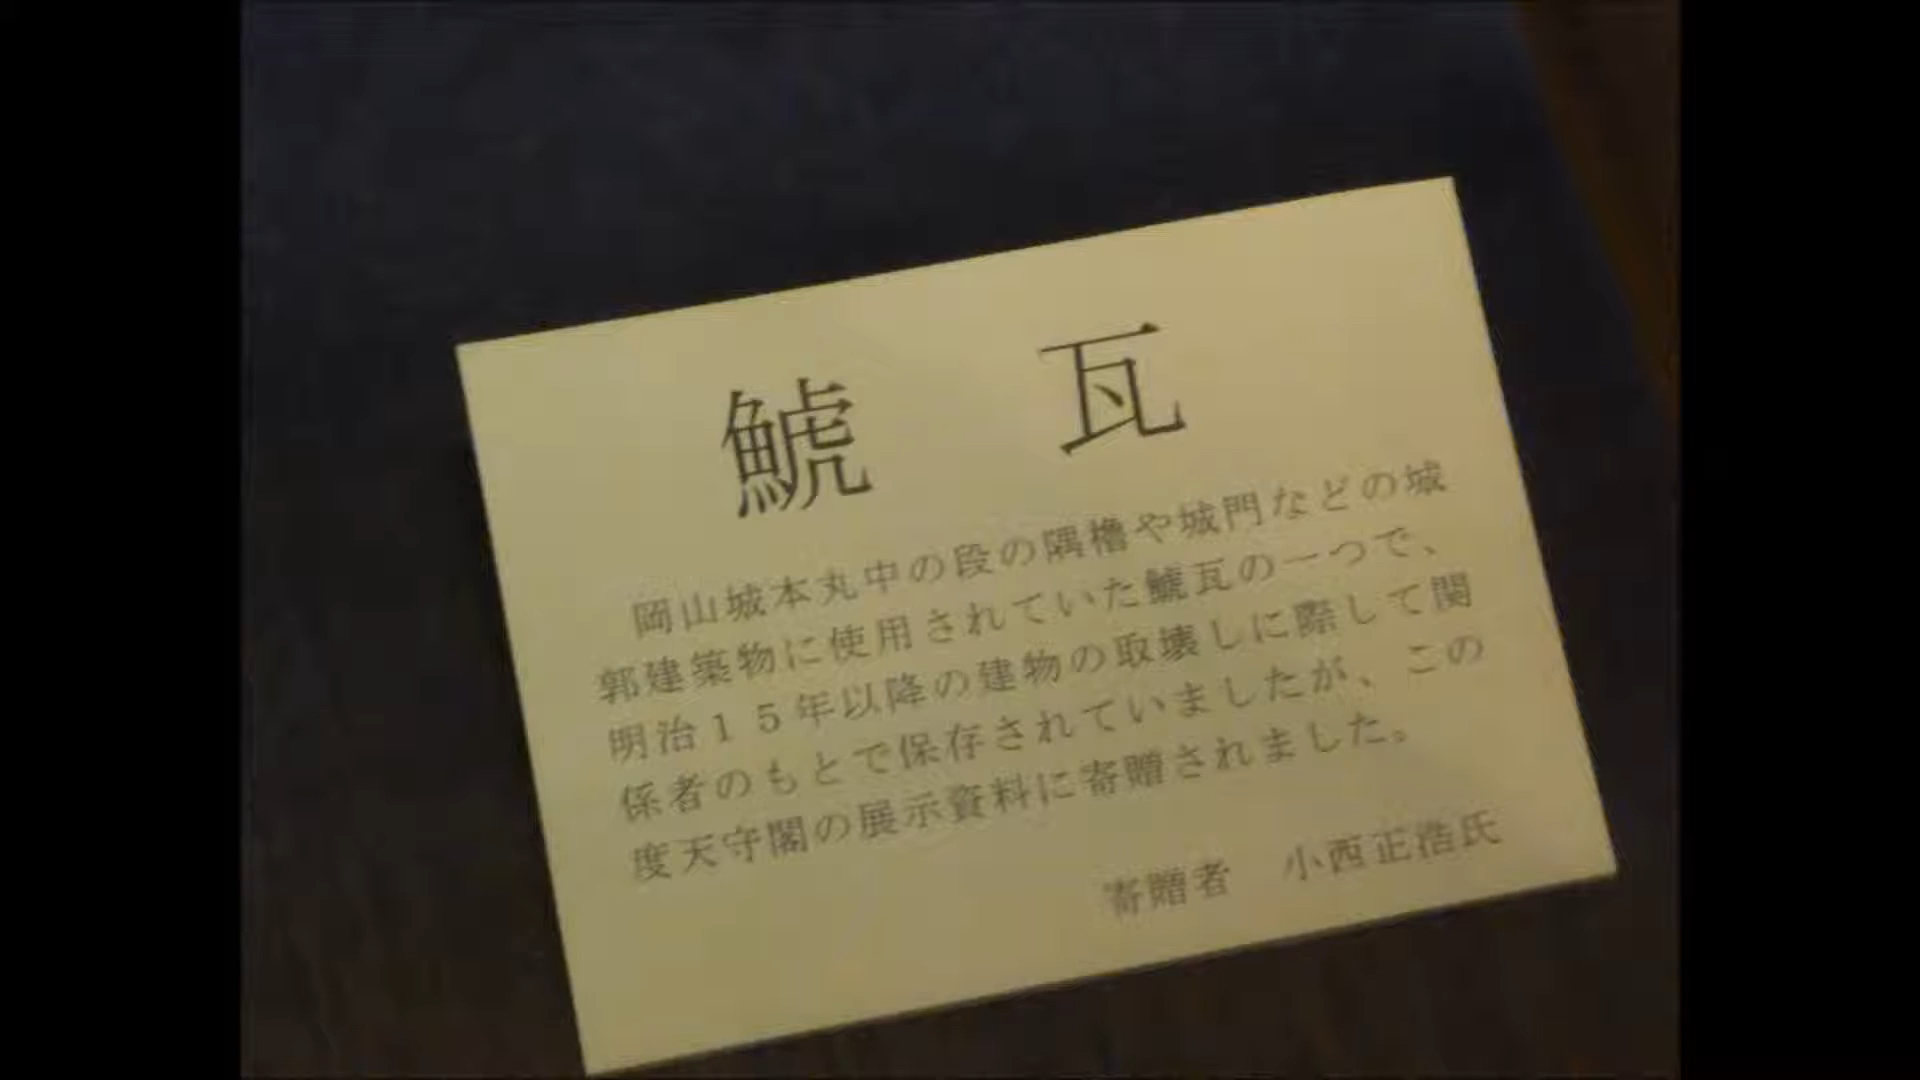 鯱瓦
岡山城本丸中の段の隅櫓や城門などの城
郭建築物に使用されていた鯱瓦の一つで、
明治１５年以降の建物の取壊しに際して関
係者のもとで保存されていましたが、この
度天守閣の展示資料に寄贈されました。
寄贈者　小西正浩氏